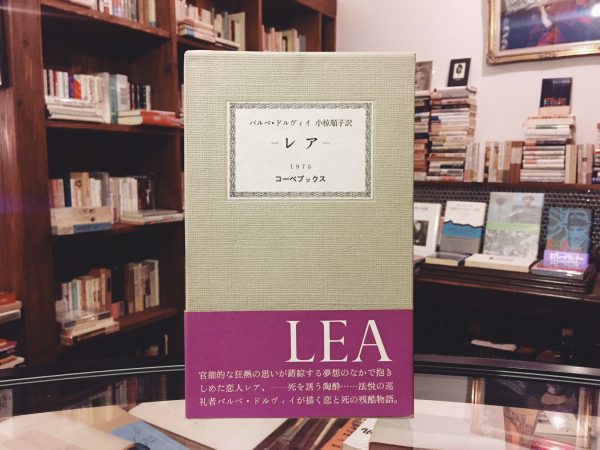 バルベ・ドルヴィイ 小椋順子訳
─レア─
1975
コーベブックス
LEA
官能的な狂熱の思いが錯綜する夢想のなかで抱き
しめた恋人レア、──死を誘う陶酔……法悦の巡
礼者バルベ・ドルヴィイが描く恋と死の残酷物語。